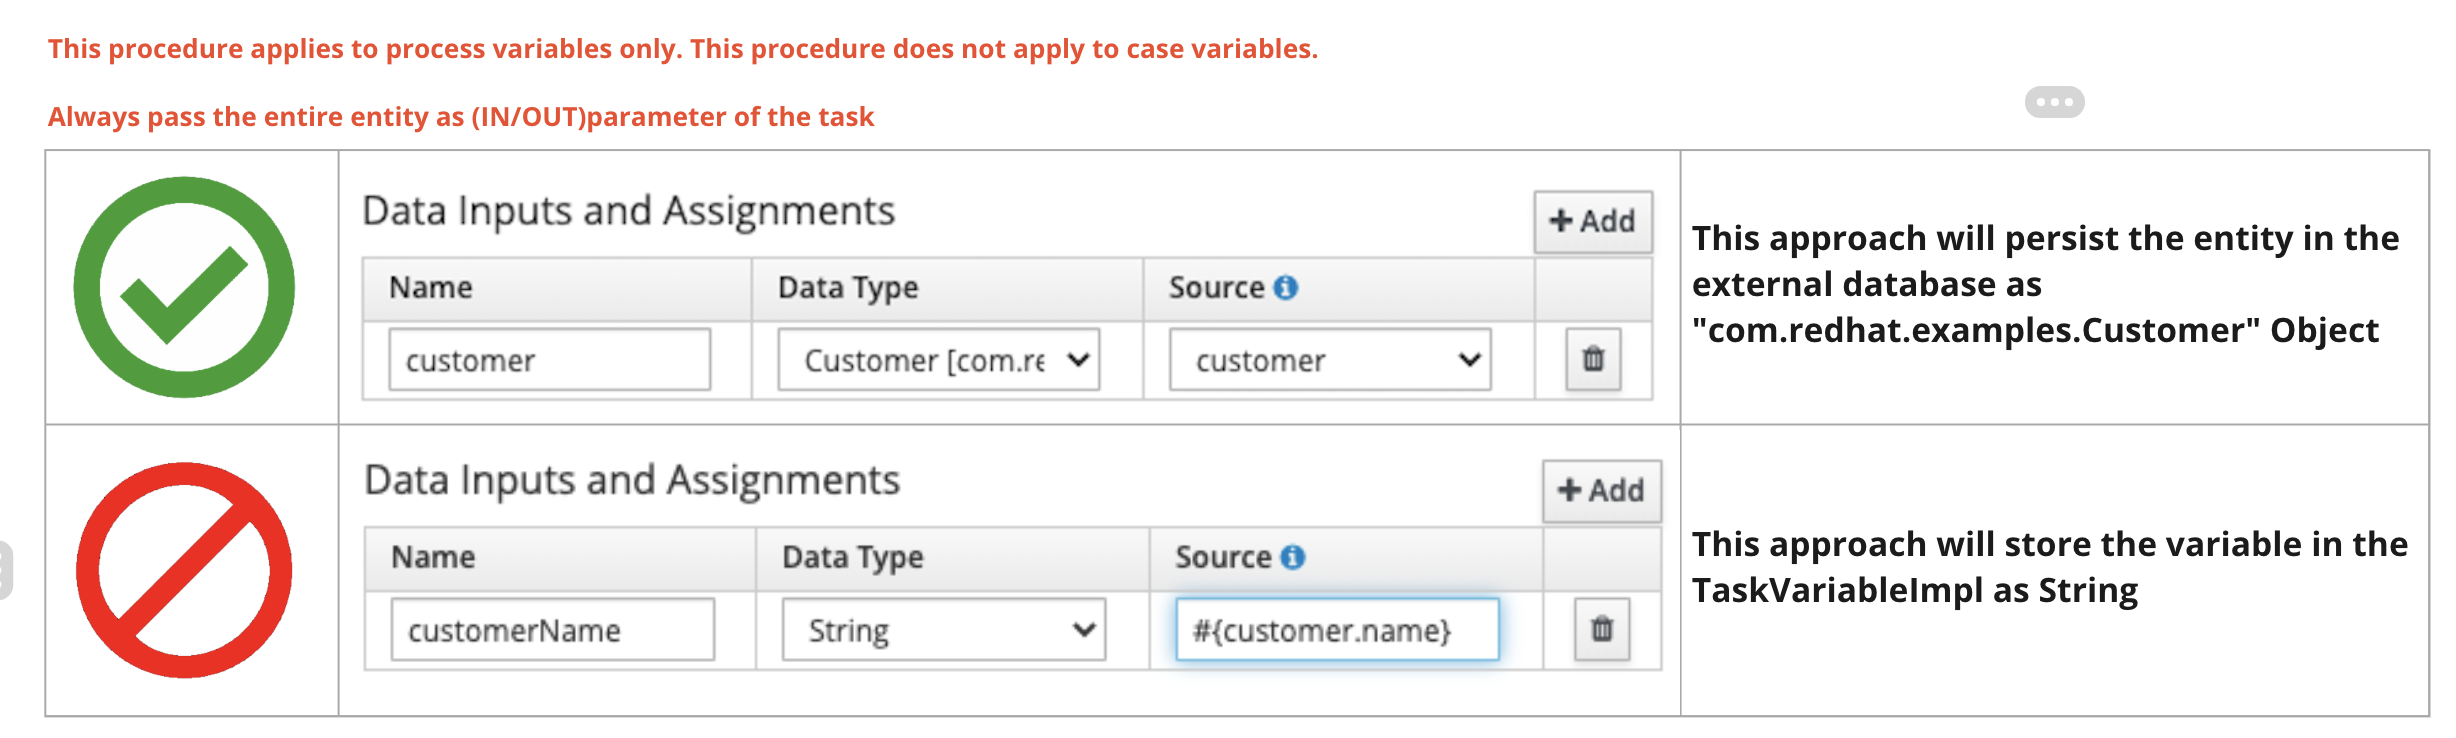 This procedure applies to process variables only. This procedure does not apply to case variables.
Always pass the entire entity as (IN/OUT)parameter of the task
Data Inputs and Assignments
+ Add
Name Data Type Source
customer Customer [com.re customer
This approach will persist the entity in the
external database as
"com.redhat.examples.Customer" Object
Data Inputs and Assignments
+ Add
Name Data Type Source
customerName String #{customer.name}
This approach will store the variable in the
TaskVariableImpl as String